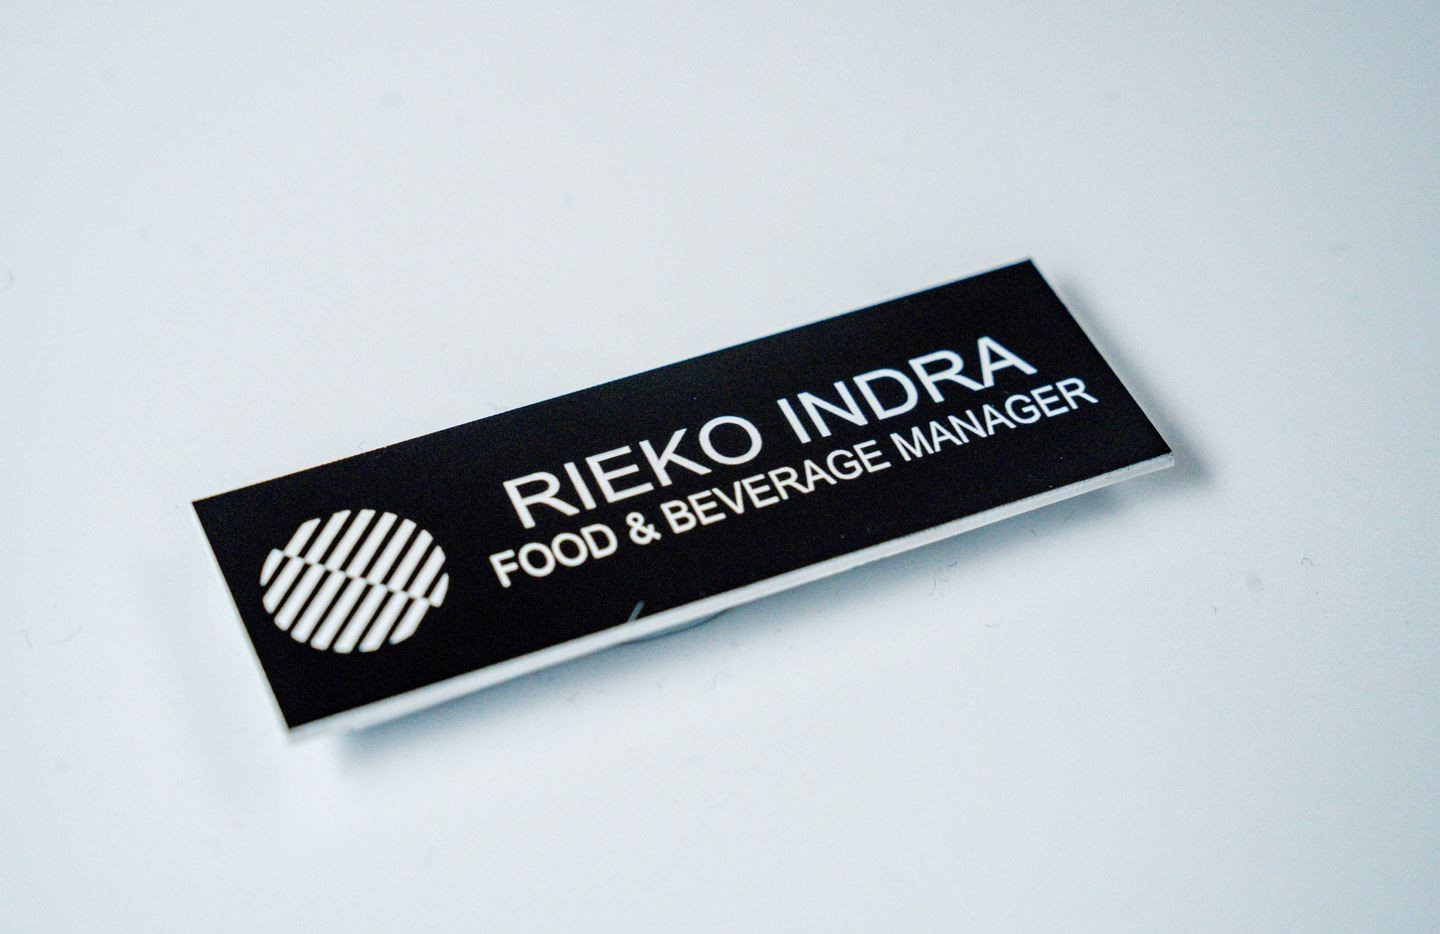 RIEKO INDRA
FOOD & BEVERAGE MANAGER